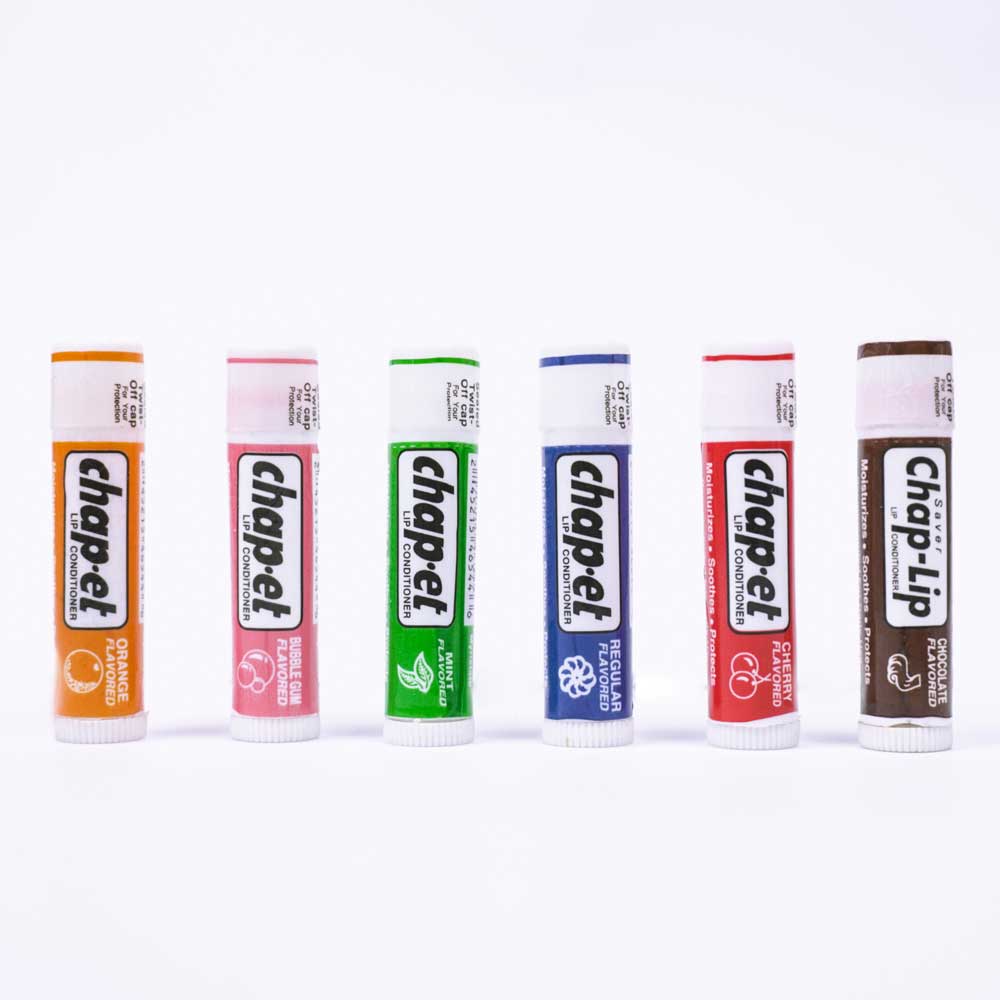 Twist-
Off cap
For Your
Protection
chap·et
LIP CONDITIONER
ORANGE
FLAVORED
Twist-
Off cap
For Your
Protection
chap·et
LIP CONDITIONER
BUBBLE GUM
FLAVORED
Sealed
Twist-
Off cap
For Your
Protection
chap·et
LIP CONDITIONER
MINT
FLAVORED
Twist-
Off cap
For Your
Protection
chap·et
LIP CONDITIONER
REGULAR
FLAVORED
Twist-
Off cap
For Your
Protection
chap·et
LIP CONDITIONER
Moisturizes • Soothes • Protects
CHERRY
FLAVORED
Twist-
Off cap
For Your
Protection
Saver
Chap-Lip
LIP CONDITIONER
Moisturizes • Soothes • Protects
CHOCOLATE
FLAVORED